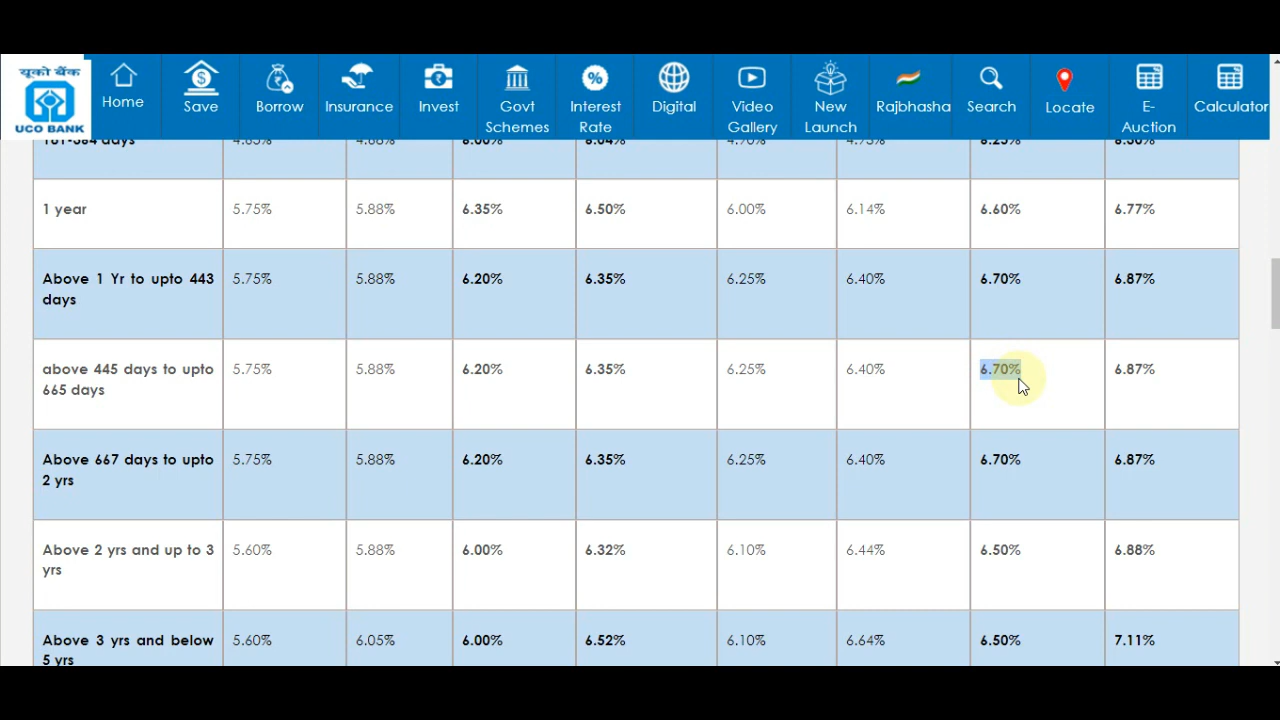 यूको बैंक
UCO BANK
Home
Save
Borrow
Insurance
Invest
Govt
Schemes
Interest
Rate
Digital
Video
Gallery
New
Launch
Rajbhasha
Search
Locate
E-
Auction
Calculator
1 year 5.75% 5.88% 6.35% 6.50% 6.00% 6.14% 6.60% 6.77%
Above 1 Yr to upto 443 5.75% 5.88% 6.20% 6.35% 6.25% 6.40% 6.70% 6.87%
days
above 445 days to upto 5.75% 5.88% 6.20% 6.35% 6.25% 6.40% 6.70% 6.87%
665 days
Above 667 days to upto 5.75% 5.88% 6.20% 6.35% 6.25% 6.40% 6.70% 6.87%
2 yrs
Above 2 yrs and up to 3 5.60% 5.88% 6.00% 6.32% 6.10% 6.44% 6.50% 6.88%
yrs
Above 3 yrs and below 5.60% 6.05% 6.00% 6.52% 6.10% 6.64% 6.50% 7.11%
5 yrs